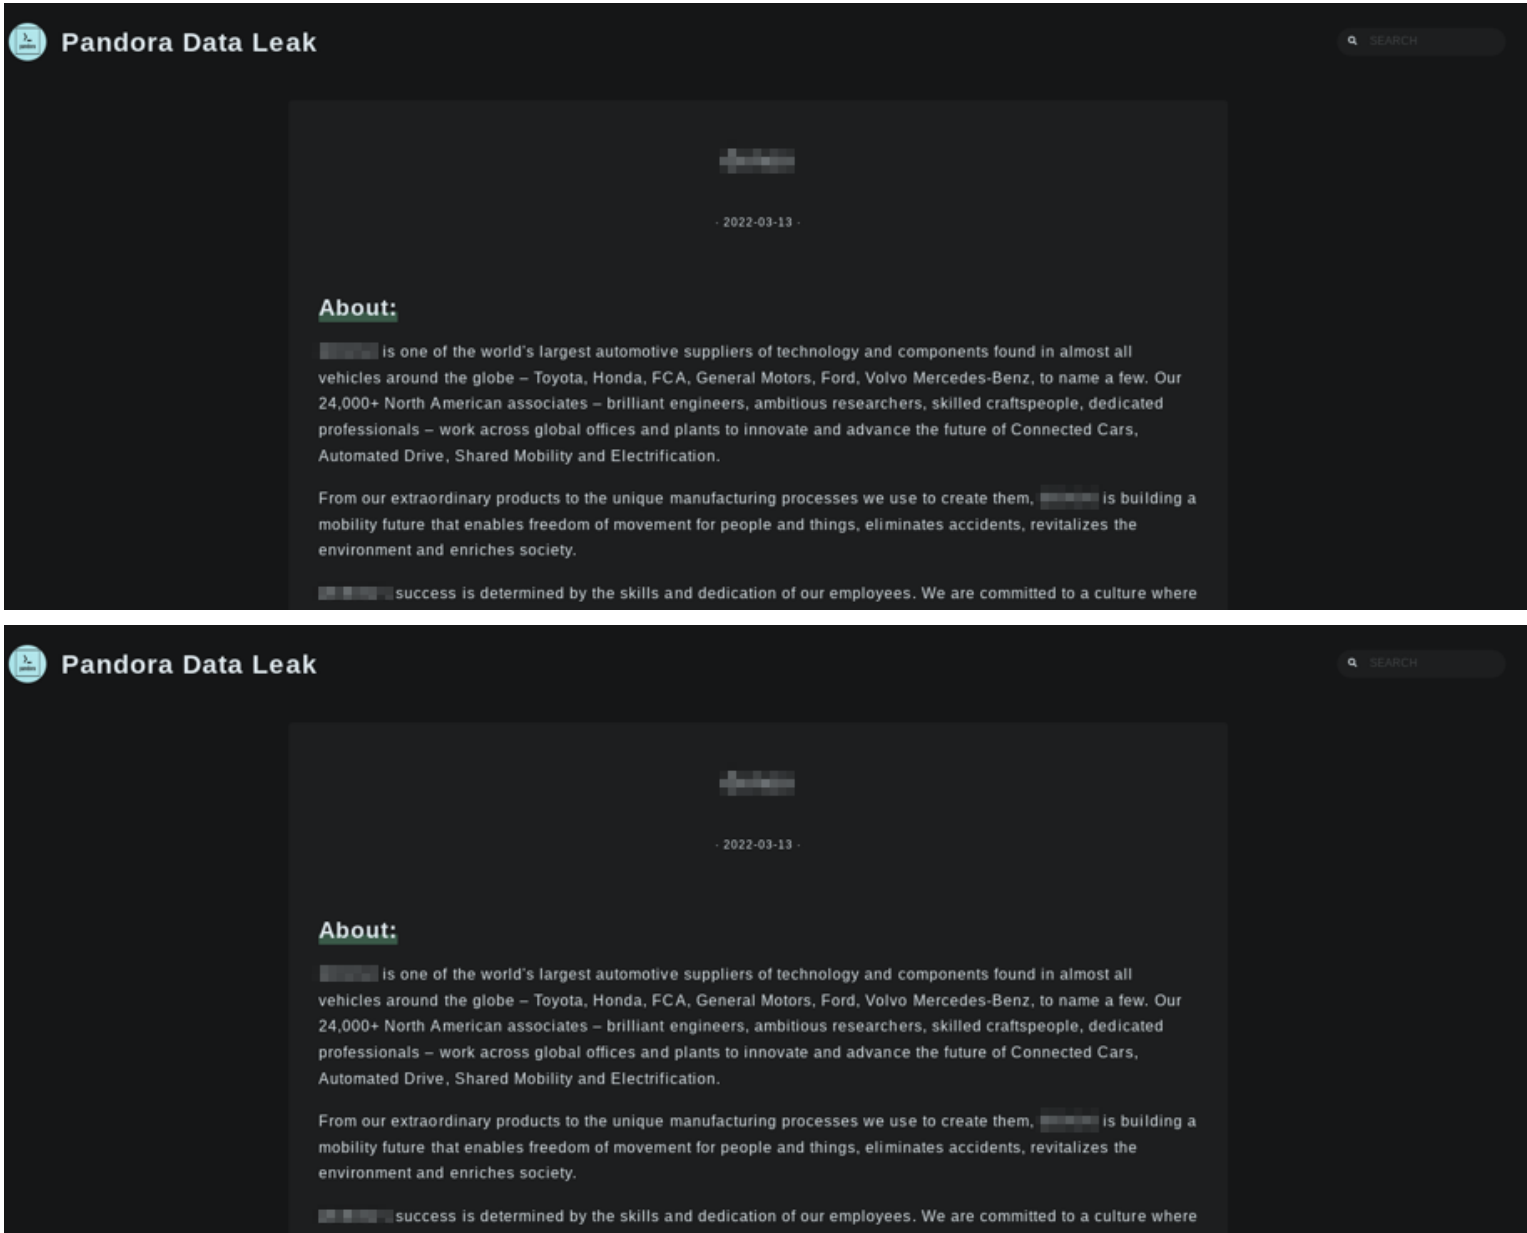 Pandora Data Leak
SEARCH
· 2022-03-13 ·
About:
is one of the world's largest automotive suppliers of technology and components found in almost all
vehicles around the globe – Toyota, Honda, FCA, General Motors, Ford, Volvo Mercedes-Benz, to name a few. Our
24,000+ North American associates – brilliant engineers, ambitious researchers, skilled craftspeople, dedicated
professionals – work across global offices and plants to innovate and advance the future of Connected Cars,
Automated Drive, Shared Mobility and Electrification.
From our extraordinary products to the unique manufacturing processes we use to create them, is building a
mobility future that enables freedom of movement for people and things, eliminates accidents, revitalizes the
environment and enriches society.
success is determined by the skills and dedication of our employees. We are committed to a culture where
Pandora Data Leak
SEARCH
· 2022-03-13 ·
About:
is one of the world's largest automotive suppliers of technology and components found in almost all
vehicles around the globe – Toyota, Honda, FCA, General Motors, Ford, Volvo Mercedes-Benz, to name a few. Our
24,000+ North American associates – brilliant engineers, ambitious researchers, skilled craftspeople, dedicated
professionals – work across global offices and plants to innovate and advance the future of Connected Cars,
Automated Drive, Shared Mobility and Electrification.
From our extraordinary products to the unique manufacturing processes we use to create them, is building a
mobility future that enables freedom of movement for people and things, eliminates accidents, revitalizes the
environment and enriches society.
success is determined by the skills and dedication of our employees. We are committed to a culture where